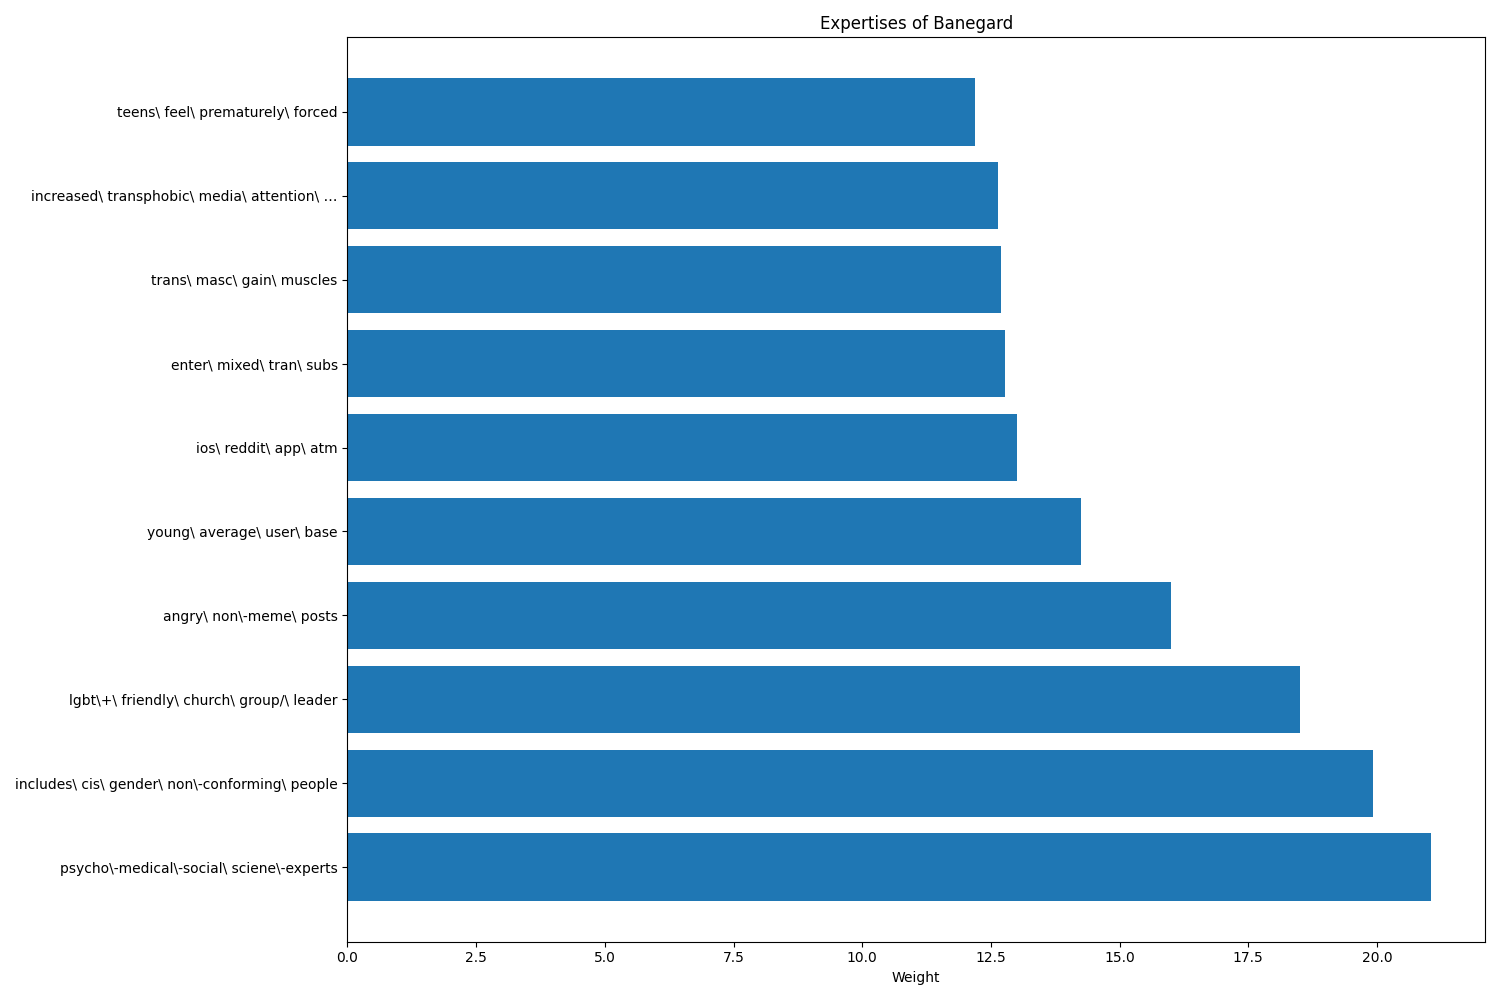 Expertises of Banegard
teens\ feel\ prematurely\ forced
increased\ transphobic\ media\ attention\ ...
trans\ masc\ gain\ muscles
enter\ mixed\ tran\ subs
ios\ reddit\ app\ atm
young\ average\ user\ base
angry\ non\-meme\ posts
lgbt\+\ friendly\ church\ group/\ leader
includes\ cis\ gender\ non\-conforming\ people
psycho\-medical\-social\ sciene\-experts
0.0 2.5 5.0 7.5 10.0 12.5 15.0 17.5 20.0
Weight